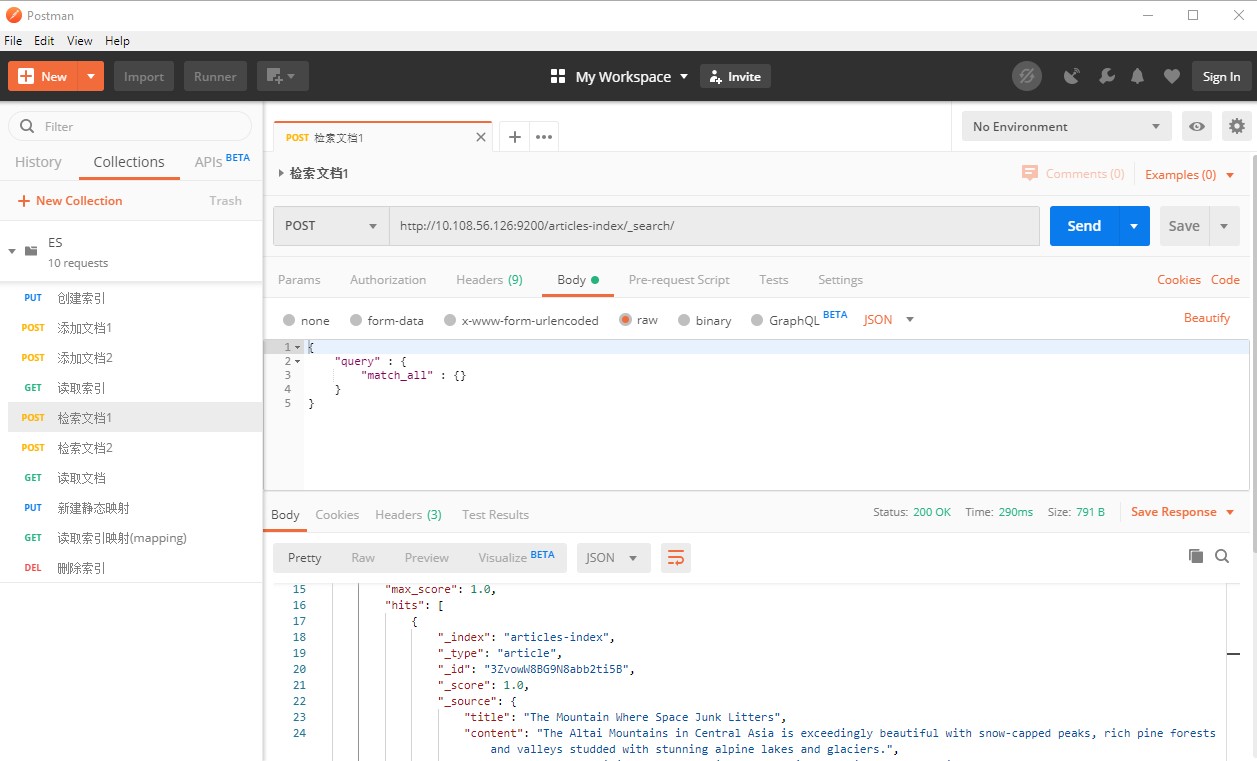 Postman
File Edit View Help
New Import Runner My Workspace Invite Sign In
Filter
History Collections APIs BETA
New Collection Trash
ES
10 requests
PUT 创建索引
POST 添加文档1
POST 添加文档2
GET 读取索引
POST 检索文档1
POST 检索文档2
GET 读取文档
PUT 新建静态映射
GET 读取索引映射(mapping)
DEL 删除索引
POST 检索文档1
No Environment
检索文档1 Comments (0) Examples (0)
POST http://10.108.56.126:9200/articles-index/_search/ Send Save
Params Authorization Headers (9) Body Pre-request Script Tests Settings Cookies Code
none form-data x-www-form-urlencoded raw binary GraphQL BETA JSON Beautify
1 {
2 "query" : {
3 "match_all" : {}
4 }
5 }
Body Cookies Headers (3) Test Results Status: 200 OK Time: 290ms Size: 791 B Save Response
Pretty Raw Preview Visualize BETA JSON
15 "max_score": 1.0,
16 "hits": [
17 {
18 "_index": "articles-index",
19 "_type": "article",
20 "_id": "3ZvowW8BG9N8abb2ti5B",
21 "_score": 1.0,
22 "_source": {
23 "title": "The Mountain Where Space Junk Litters",
24 "content": "The Altai Mountains in Central Asia is exceedingly beautiful with snow-capped peaks, rich pine forests
and valleys studded with stunning alpine lakes and glaciers.",